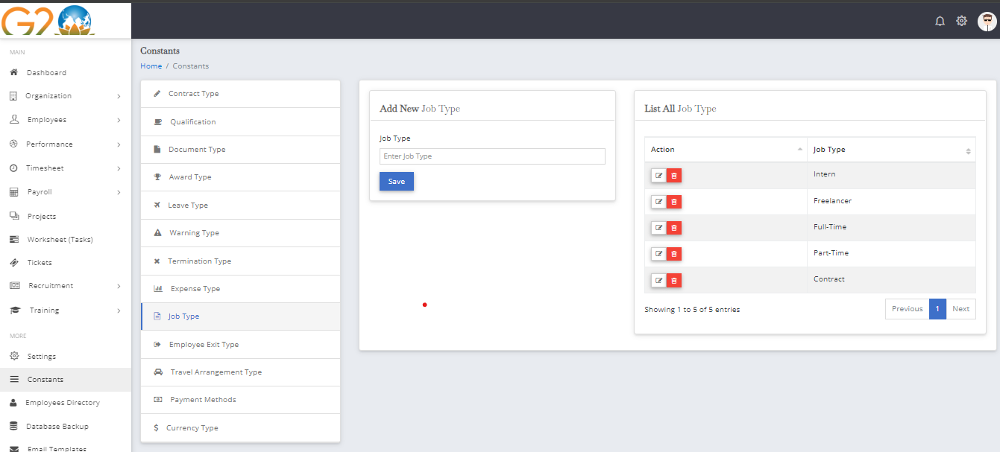 G20
MAIN
Dashboard
Organization
Employees
Performance
Timesheet
Payroll
Projects
Worksheet (Tasks)
Tickets
Recruitment
Training
MORE
Settings
Constants
Employees Directory
Database Backup
Email Templates
Constants
Home / Constants
Contract Type
Qualification
Document Type
Award Type
Leave Type
Warning Type
Termination Type
Expense Type
Job Type
Employee Exit Type
Travel Arrangement Type
Payment Methods
$ Currency Type
Add New Job Type
Job Type
Enter Job Type
Save
List All Job Type
Action Job Type
Intern
Freelancer
Full-Time
Part-Time
Contract
Showing 1 to 5 of 5 entries
Previous 1 Next